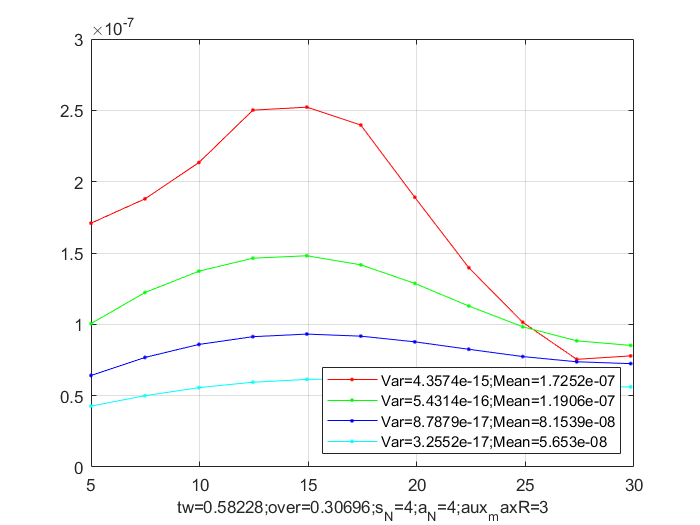 ×10-7
3
2.5
2
1.5
1
0.5
0
5 10 15 20 25 30
Var=4.3574e-15;Mean=1.7252e-07
Var=5.4314e-16;Mean=1.1906e-07
Var=8.7879e-17;Mean=8.1539e-08
Var=3.2552e-17;Mean=5.653e-08
tw=0.58228;over=0.30696;sN=4;aN=4;auxmaxR=3